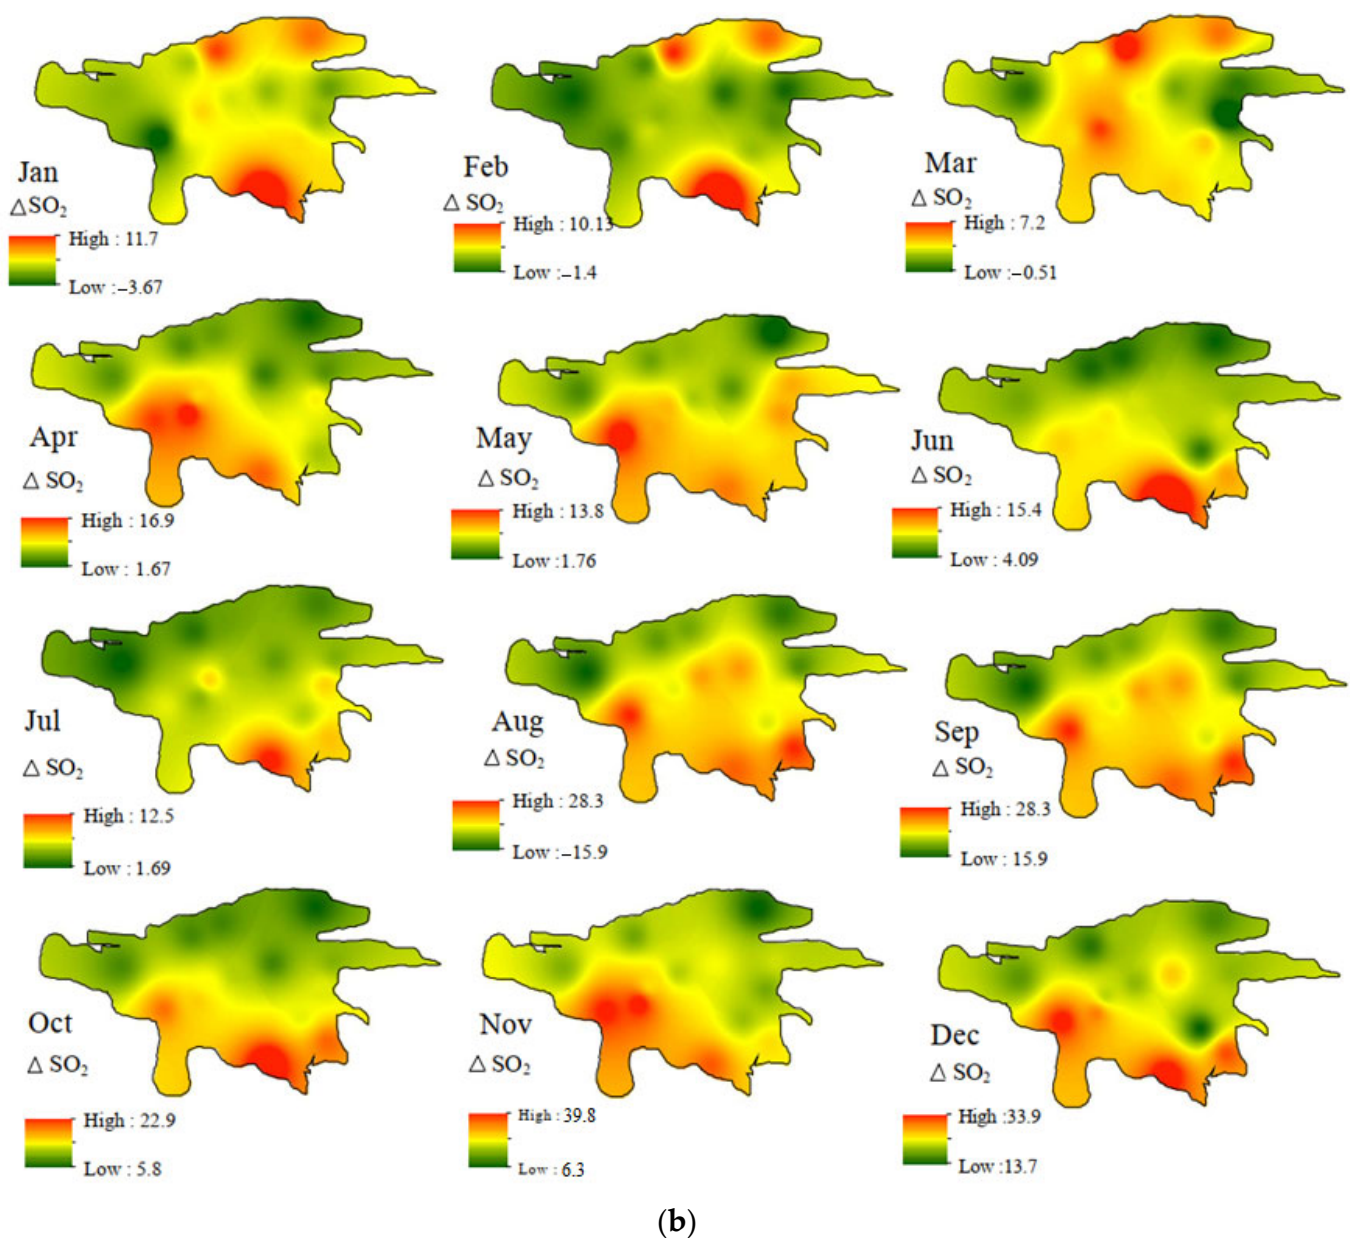 Jan
△SO₂
High : 11.7
Low :–3.67
Feb
△ SO₂
High : 10.13
Low :–1.4
Mar
△ SO₂
High : 7.2
Low :–0.51
Apr
△ SO₂
High : 16.9
Low : 1.67
May
△ SO₂
High : 13.8
Low :1.76
Jun
△ SO₂
High : 15.4
Low : 4.09
Jul
△ SO₂
High : 12.5
Low : 1.69
Aug
△ SO₂
High : 28.3
Low :–15.9
Sep
△ SO₂
High : 28.3
Low : 15.9
Oct
△ SO₂
High : 22.9
Low : 5.8
Nov
△ SO₂
High : 39.8
Low : 6.3
Dec
△ SO₂
High :33.9
Low :13.7
(b)